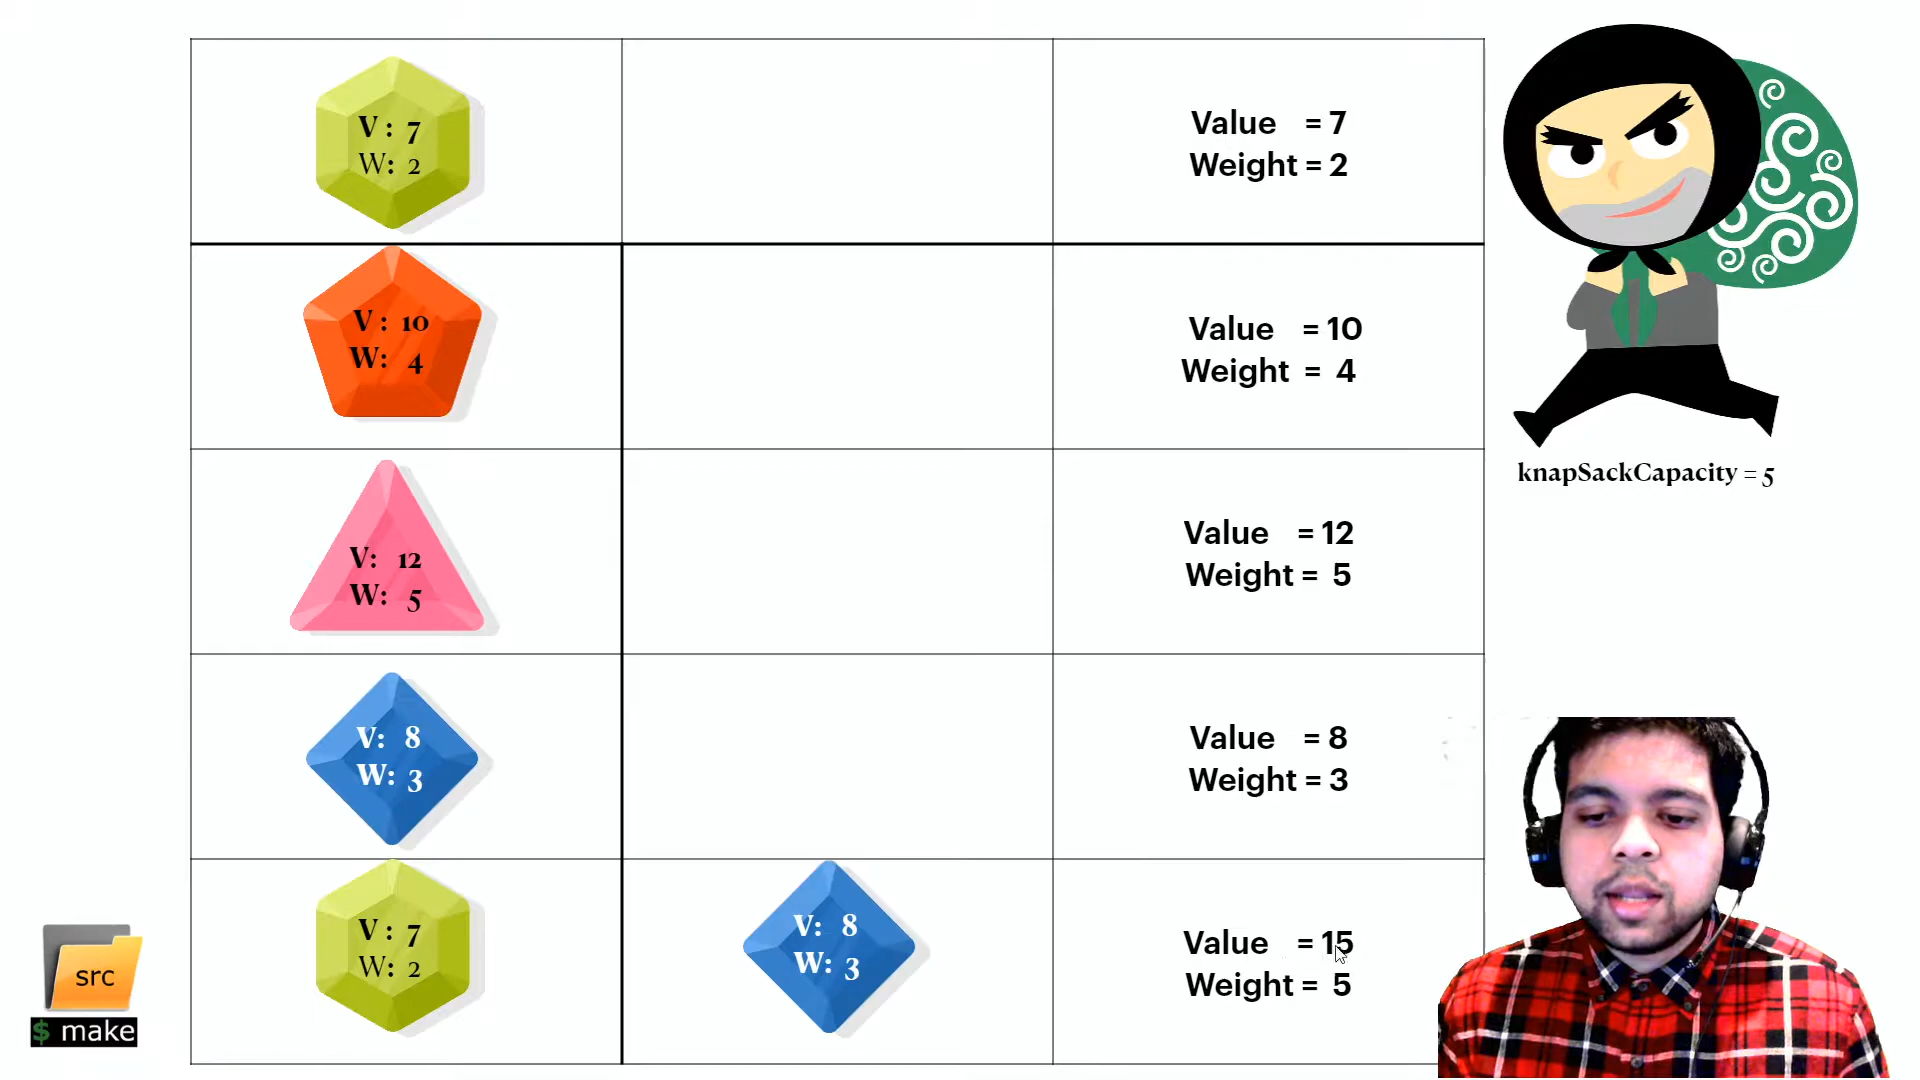 V : 7
W: 2
Value = 7
Weight = 2
V : 10
W: 4
Value = 10
Weight = 4
knapSackCapacity = 5
V: 12
W: 5
Value = 12
Weight = 5
V: 8
W: 3
Value = 8
Weight = 3
V : 7
W: 2
V: 8
W: 3
Value = 15
Weight = 5
src
$ make